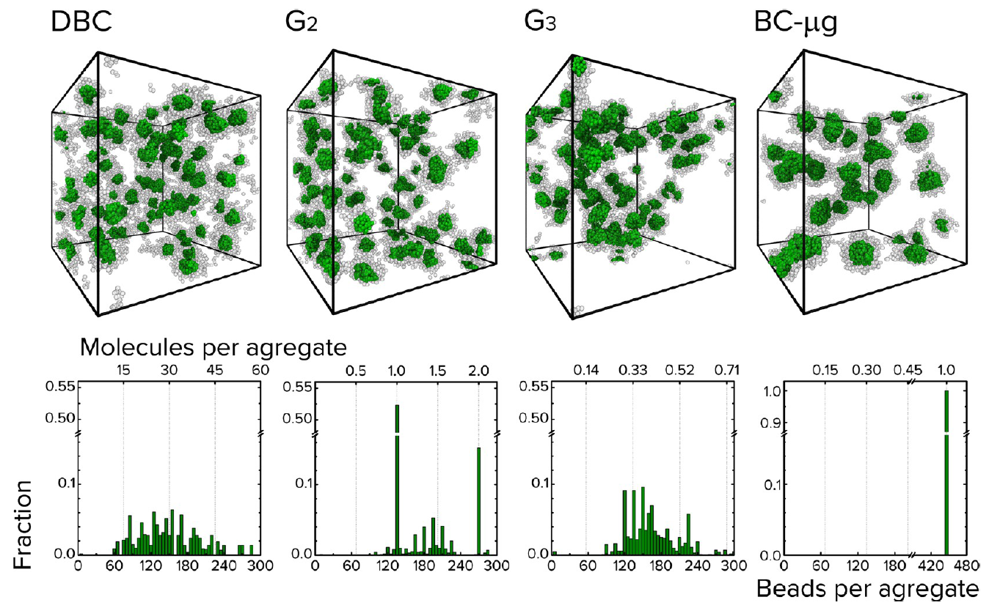 DBC G2 G3 BC-μg
Molecules per agregate
15 30 45 60 0.5 1.0 1.5 2.0 0.14 0.33 0.52 0.71 0.15 0.30 0.45 1.0
0.55 0.55 0.55 1.0
0.50 0.50 0.50 0.9
0.1 0.1 0.1 0.1
Fraction
0.0 0.0 0.0 0.0
0 60 120 180 240 300 0 60 120 180 240 300 0 60 120 180 240 300 0 60 120 180 420 480
Beads per agregate